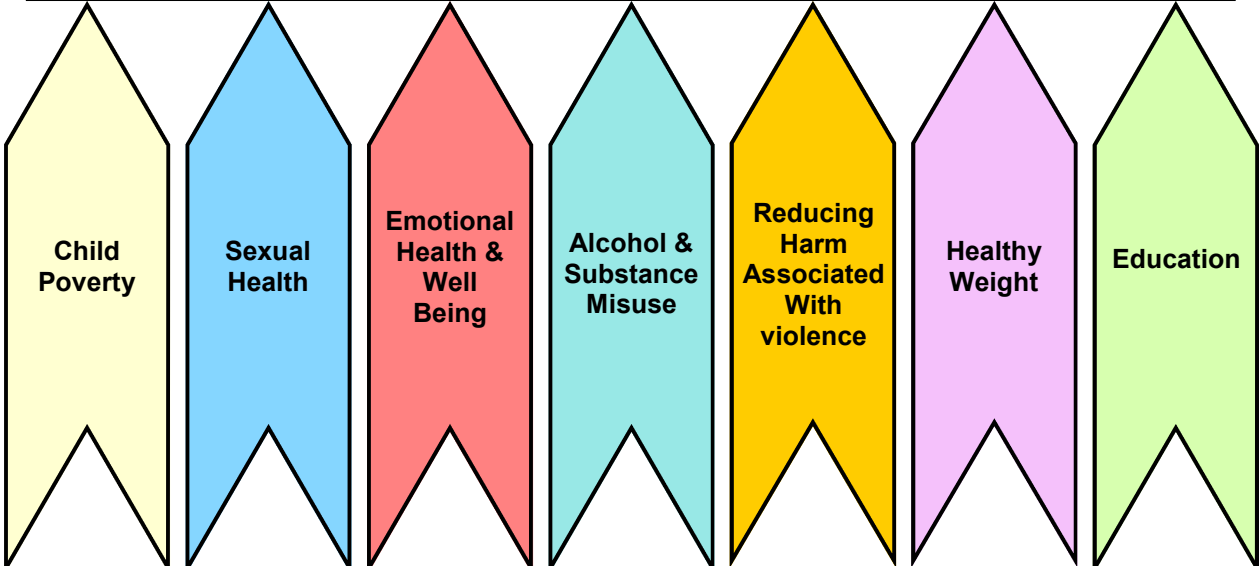 Child
Poverty
Sexual
Health
Emotional
Health &
Well
Being
Alcohol &
Substance
Misuse
Reducing
Harm
Associated
With
violence
Healthy
Weight
Education